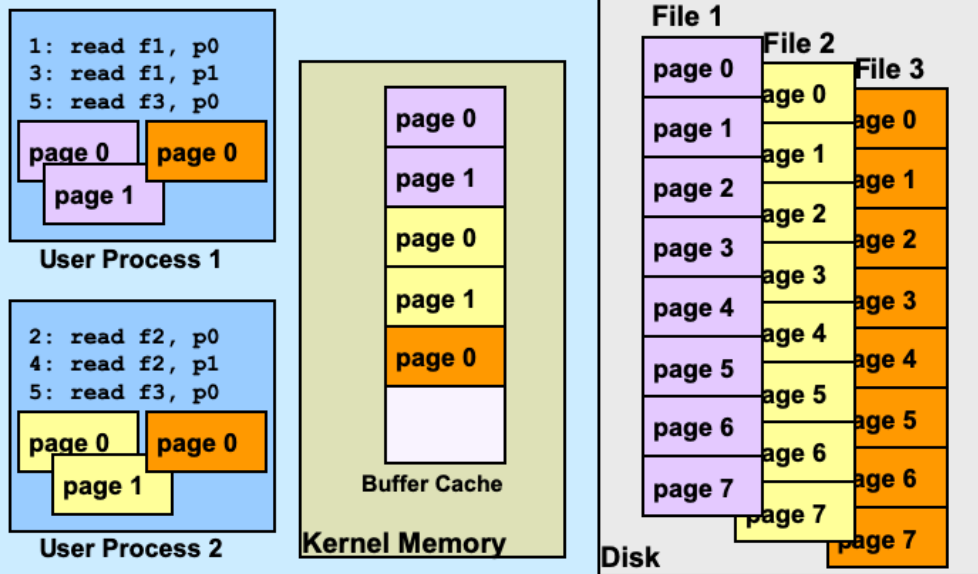 1: read f1, p0
3: read f1, p1
5: read f3, p0
page 0
page 0
page 1
User Process 1
2: read f2, p0
4: read f2, p1
5: read f3, p0
page 0
page 0
page 1
User Process 2
page 0
page 1
page 0
page 1
page 0
Buffer Cache
Kernel Memory
File 1
page 0
page 1
page 2
page 3
page 4
page 5
page 6
page 7
File 2
age 0
age 1
age 2
age 3
age 4
age 5
age 6
page 7
File 3
age 0
age 1
age 2
age 3
age 4
age 5
age 6
page 7
Disk